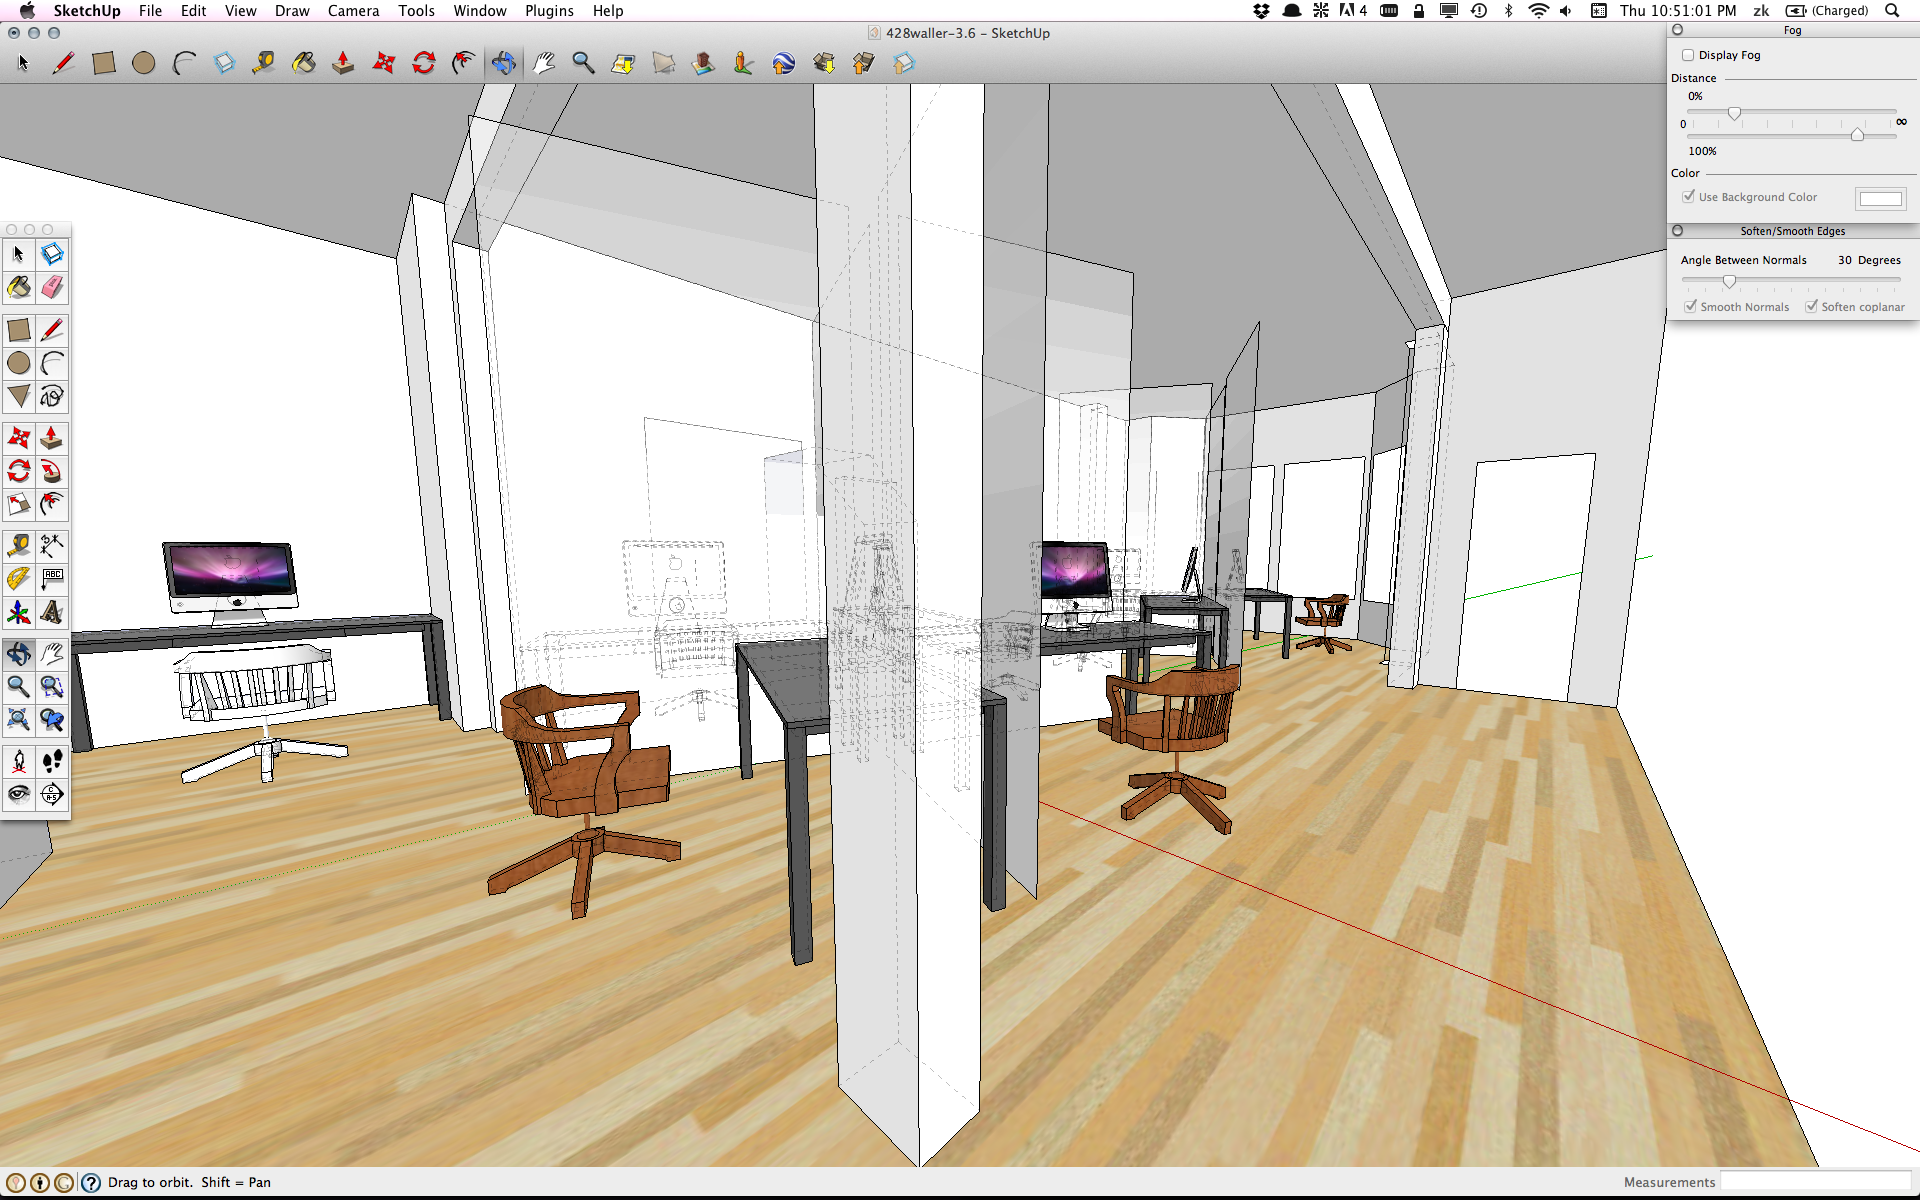 SketchUp File Edit View Draw Camera Tools Window Plugins Help 4 Thu 10:51:01 PM zk (Charged)
428waller-3.6 – SketchUp
Fog
Display Fog
Distance
0%
0 ∞
100%
Color
Use Background Color
Soften/Smooth Edges
Angle Between Normals 30 Degrees
Smooth Normals Soften coplanar
ABC
Drag to orbit. Shift = Pan
Measurements